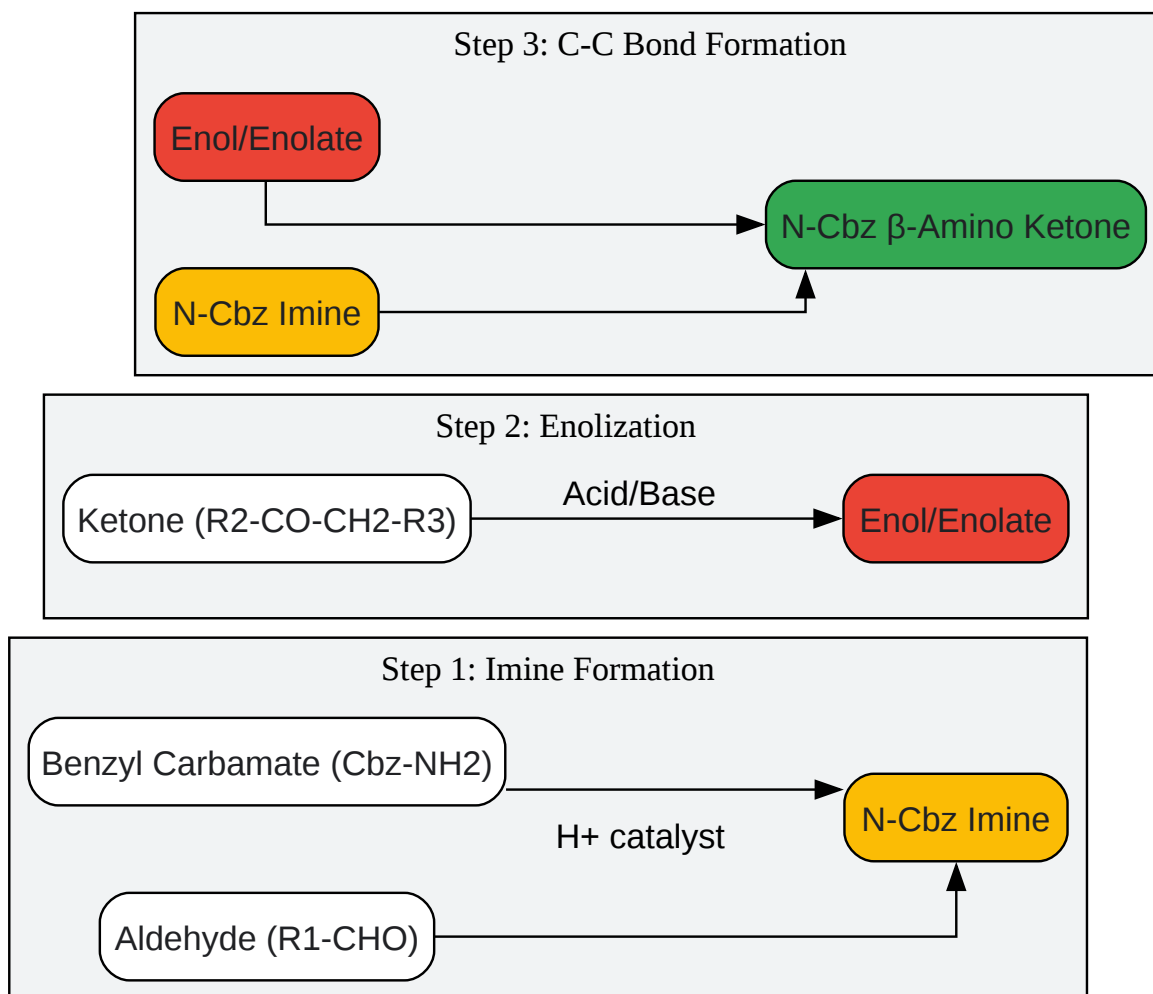 Step 3: C-C Bond Formation
Enol/Enolate
N-Cbz β-Amino Ketone
N-Cbz Imine
Step 2: Enolization
Ketone (R2-CO-CH2-R3)
Acid/Base
Enol/Enolate
Step 1: Imine Formation
Benzyl Carbamate (Cbz-NH2)
H+ catalyst
N-Cbz Imine
Aldehyde (R1-CHO)